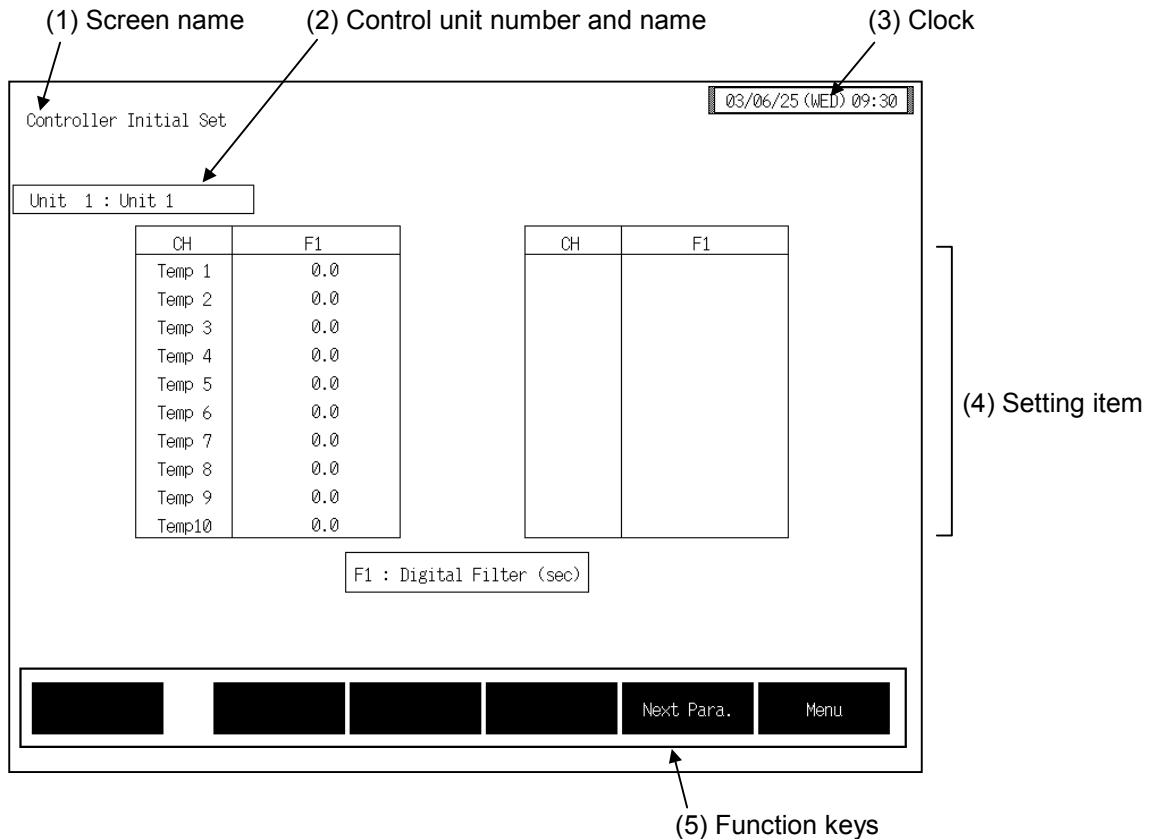 (1) Screen name (2) Control unit number and name (3) Clock
03/06/25(WED)09:30
Controller Initial Set
Unit 1 : Unit 1
CH F1 CH F1
Temp 1 0.0
Temp 2 0.0
Temp 3 0.0
Temp 4 0.0
Temp 5 0.0
Temp 6 0.0
Temp 7 0.0
Temp 8 0.0
Temp 9 0.0
Temp10 0.0
(4) Setting item
F1 : Digital Filter (sec)
Next Para. Menu
(5) Function keys